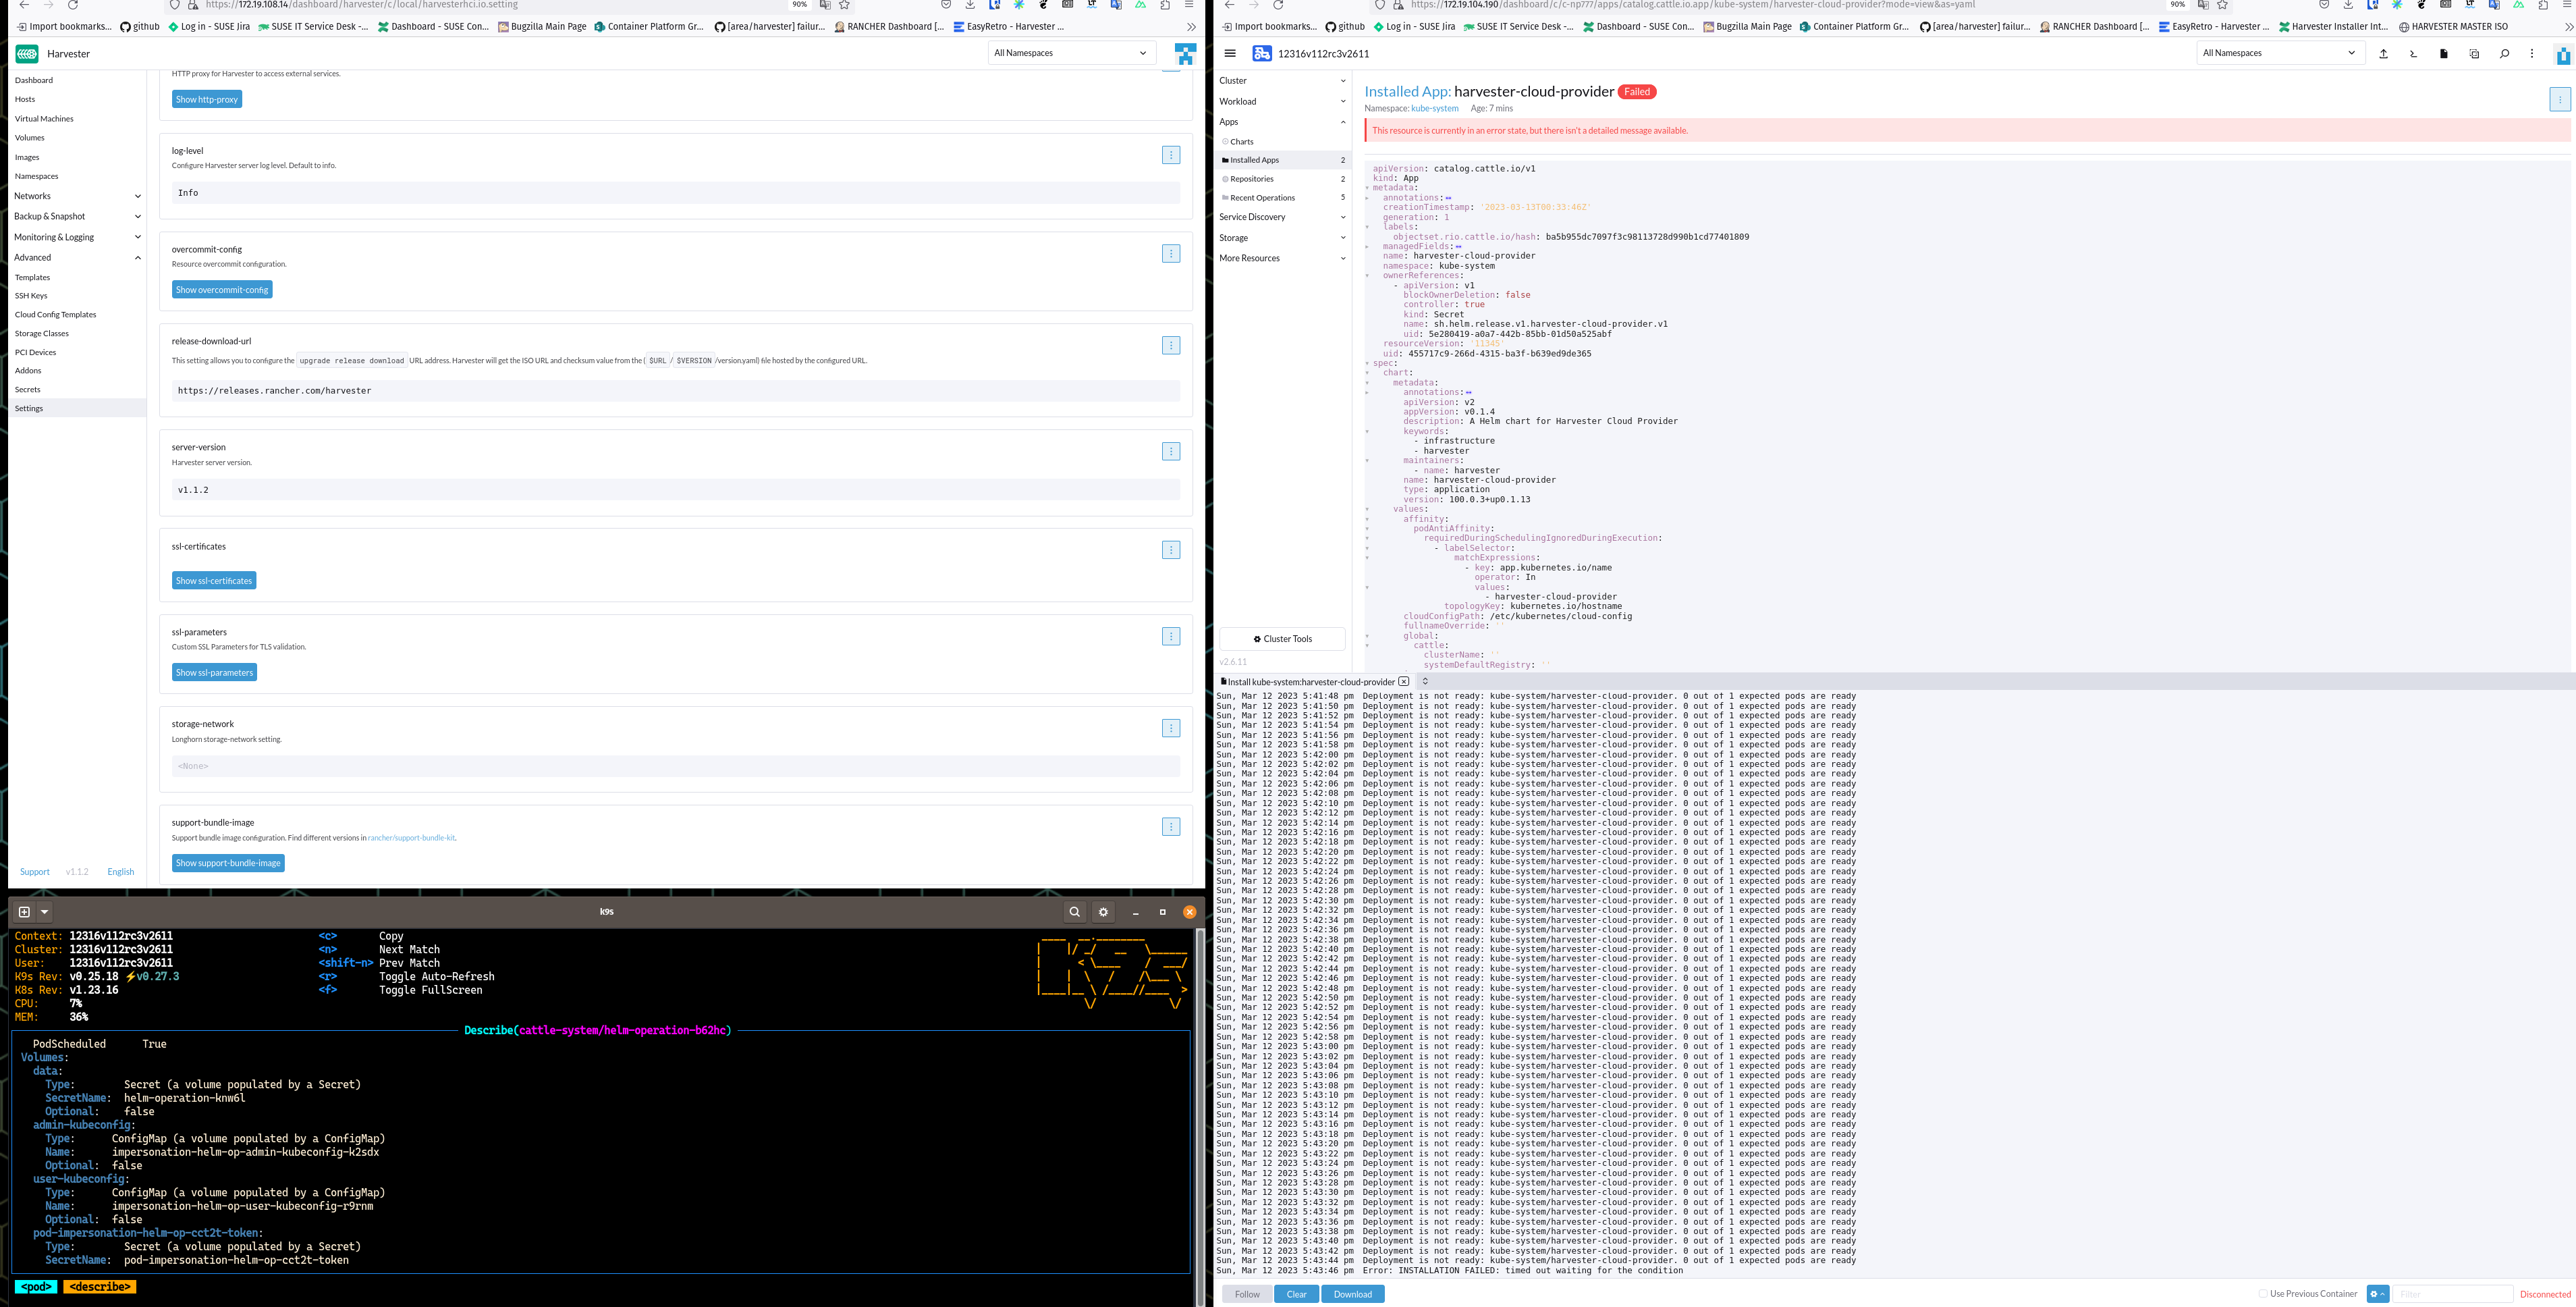 https://172.19.108.14/dashboard/harvester/c/local/harvesterhci.io.setting
90%
Import bookmarks...
github
Log in - SUSE Jira
SUSE IT Service Desk -...
Dashboard - SUSE Con...
Bugzilla Main Page
Container Platform Gr...
[area/harvester] failur...
RANCHER Dashboard [...
EasyRetro - Harvester ...
Harvester
All Namespaces
Dashboard
Hosts
Virtual Machines
Volumes
Images
Namespaces
Networks
Backup & Snapshot
Monitoring & Logging
Advanced
Templates
SSH Keys
Cloud Config Templates
Storage Classes
PCI Devices
Addons
Secrets
Settings
Support v1.1.2 English
HTTP proxy for Harvester to access external services.
Show http-proxy
log-level
Configure Harvester server log level. Default to info.
Info
overcommit-config
Resource overcommit configuration.
Show overcommit-config
release-download-url
This setting allows you to configure the upgrade release download URL address. Harvester will get the ISO URL and checksum value from the ( $URL / $VERSION /version.yaml) file hosted by the configured URL.
https://releases.rancher.com/harvester
server-version
Harvester server version.
v1.1.2
ssl-certificates
Show ssl-certificates
ssl-parameters
Custom SSL Parameters for TLS validation.
Show ssl-parameters
storage-network
Longhorn storage-network setting.
<None>
support-bundle-image
Support bundle image configuration. Find different versions in rancher/support-bundle-kit.
Show support-bundle-image
k9s
Context: 12316v112rc3v2611 <c> Copy
Cluster: 12316v112rc3v2611 <n> Next Match
User: 12316v112rc3v2611 <shift-n> Prev Match
K9s Rev: v0.25.18 ⚡v0.27.3 <r> Toggle Auto-Refresh
K8s Rev: v1.23.16 <f> Toggle FullScreen
CPU: 7%
MEM: 36%
Describe(cattle-system/helm-operation-b62hc)
PodScheduled True
Volumes:
data:
Type: Secret (a volume populated by a Secret)
SecretName: helm-operation-knw6l
Optional: false
admin-kubeconfig:
Type: ConfigMap (a volume populated by a ConfigMap)
Name: impersonation-helm-op-admin-kubeconfig-k2sdx
Optional: false
user-kubeconfig:
Type: ConfigMap (a volume populated by a ConfigMap)
Name: impersonation-helm-op-user-kubeconfig-r9rnm
Optional: false
pod-impersonation-helm-op-cct2t-token:
Type: Secret (a volume populated by a Secret)
SecretName: pod-impersonation-helm-op-cct2t-token
<pod> <describe>
https://172.19.104.190/dashboard/c/c-np777/apps/catalog.cattle.io.app/kube-system/harvester-cloud-provider?mode=view&as=yaml
90%
Import bookmarks...
github
Log in - SUSE Jira
SUSE IT Service Desk -...
Dashboard - SUSE Con...
Bugzilla Main Page
Container Platform Gr...
[area/harvester] failur...
RANCHER Dashboard [...
EasyRetro - Harvester ...
Harvester Installer Int...
HARVESTER MASTER ISO
12316v112rc3v2611
All Namespaces
Cluster
Workload
Apps
Charts
Installed Apps 2
Repositories 2
Recent Operations 5
Service Discovery
Storage
More Resources
Cluster Tools
v2.6.11
Installed App: harvester-cloud-provider Failed
Namespace: kube-system Age: 7 mins
This resource is currently in an error state, but there isn't a detailed message available.
apiVersion: catalog.cattle.io/v1
kind: App
metadata:
annotations:
creationTimestamp: '2023-03-13T00:33:46Z'
generation: 1
labels:
objectset.rio.cattle.io/hash: ba5b955dc7097f3c98113728d990b1cd77401809
managedFields:
name: harvester-cloud-provider
namespace: kube-system
ownerReferences:
- apiVersion: v1
blockOwnerDeletion: false
controller: true
kind: Secret
name: sh.helm.release.v1.harvester-cloud-provider.v1
uid: 5e280419-a0a7-442b-85bb-01d50a525abf
resourceVersion: '11345'
uid: 455717c9-266d-4315-ba3f-b639ed9de365
spec:
chart:
metadata:
annotations:
apiVersion: v2
appVersion: v0.1.4
description: A Helm chart for Harvester Cloud Provider
keywords:
- infrastructure
- harvester
maintainers:
- name: harvester
name: harvester-cloud-provider
type: application
version: 100.0.3+up0.1.13
values:
affinity:
podAntiAffinity:
requiredDuringSchedulingIgnoredDuringExecution:
- labelSelector:
matchExpressions:
- key: app.kubernetes.io/name
operator: In
values:
- harvester-cloud-provider
topologyKey: kubernetes.io/hostname
cloudConfigPath: /etc/kubernetes/cloud-config
fullnameOverride: ''
global:
cattle:
clusterName: ''
systemDefaultRegistry: ''
Install kube-system:harvester-cloud-provider
Sun, Mar 12 2023 5:41:48 pm Deployment is not ready: kube-system/harvester-cloud-provider. 0 out of 1 expected pods are ready
Sun, Mar 12 2023 5:41:50 pm Deployment is not ready: kube-system/harvester-cloud-provider. 0 out of 1 expected pods are ready
Sun, Mar 12 2023 5:41:52 pm Deployment is not ready: kube-system/harvester-cloud-provider. 0 out of 1 expected pods are ready
Sun, Mar 12 2023 5:41:54 pm Deployment is not ready: kube-system/harvester-cloud-provider. 0 out of 1 expected pods are ready
Sun, Mar 12 2023 5:41:56 pm Deployment is not ready: kube-system/harvester-cloud-provider. 0 out of 1 expected pods are ready
Sun, Mar 12 2023 5:41:58 pm Deployment is not ready: kube-system/harvester-cloud-provider. 0 out of 1 expected pods are ready
Sun, Mar 12 2023 5:42:00 pm Deployment is not ready: kube-system/harvester-cloud-provider. 0 out of 1 expected pods are ready
Sun, Mar 12 2023 5:42:02 pm Deployment is not ready: kube-system/harvester-cloud-provider. 0 out of 1 expected pods are ready
Sun, Mar 12 2023 5:42:04 pm Deployment is not ready: kube-system/harvester-cloud-provider. 0 out of 1 expected pods are ready
Sun, Mar 12 2023 5:42:06 pm Deployment is not ready: kube-system/harvester-cloud-provider. 0 out of 1 expected pods are ready
Sun, Mar 12 2023 5:42:08 pm Deployment is not ready: kube-system/harvester-cloud-provider. 0 out of 1 expected pods are ready
Sun, Mar 12 2023 5:42:10 pm Deployment is not ready: kube-system/harvester-cloud-provider. 0 out of 1 expected pods are ready
Sun, Mar 12 2023 5:42:12 pm Deployment is not ready: kube-system/harvester-cloud-provider. 0 out of 1 expected pods are ready
Sun, Mar 12 2023 5:42:14 pm Deployment is not ready: kube-system/harvester-cloud-provider. 0 out of 1 expected pods are ready
Sun, Mar 12 2023 5:42:16 pm Deployment is not ready: kube-system/harvester-cloud-provider. 0 out of 1 expected pods are ready
Sun, Mar 12 2023 5:42:18 pm Deployment is not ready: kube-system/harvester-cloud-provider. 0 out of 1 expected pods are ready
Sun, Mar 12 2023 5:42:20 pm Deployment is not ready: kube-system/harvester-cloud-provider. 0 out of 1 expected pods are ready
Sun, Mar 12 2023 5:42:22 pm Deployment is not ready: kube-system/harvester-cloud-provider. 0 out of 1 expected pods are ready
Sun, Mar 12 2023 5:42:24 pm Deployment is not ready: kube-system/harvester-cloud-provider. 0 out of 1 expected pods are ready
Sun, Mar 12 2023 5:42:26 pm Deployment is not ready: kube-system/harvester-cloud-provider. 0 out of 1 expected pods are ready
Sun, Mar 12 2023 5:42:28 pm Deployment is not ready: kube-system/harvester-cloud-provider. 0 out of 1 expected pods are ready
Sun, Mar 12 2023 5:42:30 pm Deployment is not ready: kube-system/harvester-cloud-provider. 0 out of 1 expected pods are ready
Sun, Mar 12 2023 5:42:32 pm Deployment is not ready: kube-system/harvester-cloud-provider. 0 out of 1 expected pods are ready
Sun, Mar 12 2023 5:42:34 pm Deployment is not ready: kube-system/harvester-cloud-provider. 0 out of 1 expected pods are ready
Sun, Mar 12 2023 5:42:36 pm Deployment is not ready: kube-system/harvester-cloud-provider. 0 out of 1 expected pods are ready
Sun, Mar 12 2023 5:42:38 pm Deployment is not ready: kube-system/harvester-cloud-provider. 0 out of 1 expected pods are ready
Sun, Mar 12 2023 5:42:40 pm Deployment is not ready: kube-system/harvester-cloud-provider. 0 out of 1 expected pods are ready
Sun, Mar 12 2023 5:42:42 pm Deployment is not ready: kube-system/harvester-cloud-provider. 0 out of 1 expected pods are ready
Sun, Mar 12 2023 5:42:44 pm Deployment is not ready: kube-system/harvester-cloud-provider. 0 out of 1 expected pods are ready
Sun, Mar 12 2023 5:42:46 pm Deployment is not ready: kube-system/harvester-cloud-provider. 0 out of 1 expected pods are ready
Sun, Mar 12 2023 5:42:48 pm Deployment is not ready: kube-system/harvester-cloud-provider. 0 out of 1 expected pods are ready
Sun, Mar 12 2023 5:42:50 pm Deployment is not ready: kube-system/harvester-cloud-provider. 0 out of 1 expected pods are ready
Sun, Mar 12 2023 5:42:52 pm Deployment is not ready: kube-system/harvester-cloud-provider. 0 out of 1 expected pods are ready
Sun, Mar 12 2023 5:42:54 pm Deployment is not ready: kube-system/harvester-cloud-provider. 0 out of 1 expected pods are ready
Sun, Mar 12 2023 5:42:56 pm Deployment is not ready: kube-system/harvester-cloud-provider. 0 out of 1 expected pods are ready
Sun, Mar 12 2023 5:42:58 pm Deployment is not ready: kube-system/harvester-cloud-provider. 0 out of 1 expected pods are ready
Sun, Mar 12 2023 5:43:00 pm Deployment is not ready: kube-system/harvester-cloud-provider. 0 out of 1 expected pods are ready
Sun, Mar 12 2023 5:43:02 pm Deployment is not ready: kube-system/harvester-cloud-provider. 0 out of 1 expected pods are ready
Sun, Mar 12 2023 5:43:04 pm Deployment is not ready: kube-system/harvester-cloud-provider. 0 out of 1 expected pods are ready
Sun, Mar 12 2023 5:43:06 pm Deployment is not ready: kube-system/harvester-cloud-provider. 0 out of 1 expected pods are ready
Sun, Mar 12 2023 5:43:08 pm Deployment is not ready: kube-system/harvester-cloud-provider. 0 out of 1 expected pods are ready
Sun, Mar 12 2023 5:43:10 pm Deployment is not ready: kube-system/harvester-cloud-provider. 0 out of 1 expected pods are ready
Sun, Mar 12 2023 5:43:12 pm Deployment is not ready: kube-system/harvester-cloud-provider. 0 out of 1 expected pods are ready
Sun, Mar 12 2023 5:43:14 pm Deployment is not ready: kube-system/harvester-cloud-provider. 0 out of 1 expected pods are ready
Sun, Mar 12 2023 5:43:16 pm Deployment is not ready: kube-system/harvester-cloud-provider. 0 out of 1 expected pods are ready
Sun, Mar 12 2023 5:43:18 pm Deployment is not ready: kube-system/harvester-cloud-provider. 0 out of 1 expected pods are ready
Sun, Mar 12 2023 5:43:20 pm Deployment is not ready: kube-system/harvester-cloud-provider. 0 out of 1 expected pods are ready
Sun, Mar 12 2023 5:43:22 pm Deployment is not ready: kube-system/harvester-cloud-provider. 0 out of 1 expected pods are ready
Sun, Mar 12 2023 5:43:24 pm Deployment is not ready: kube-system/harvester-cloud-provider. 0 out of 1 expected pods are ready
Sun, Mar 12 2023 5:43:26 pm Deployment is not ready: kube-system/harvester-cloud-provider. 0 out of 1 expected pods are ready
Sun, Mar 12 2023 5:43:28 pm Deployment is not ready: kube-system/harvester-cloud-provider. 0 out of 1 expected pods are ready
Sun, Mar 12 2023 5:43:30 pm Deployment is not ready: kube-system/harvester-cloud-provider. 0 out of 1 expected pods are ready
Sun, Mar 12 2023 5:43:32 pm Deployment is not ready: kube-system/harvester-cloud-provider. 0 out of 1 expected pods are ready
Sun, Mar 12 2023 5:43:34 pm Deployment is not ready: kube-system/harvester-cloud-provider. 0 out of 1 expected pods are ready
Sun, Mar 12 2023 5:43:36 pm Deployment is not ready: kube-system/harvester-cloud-provider. 0 out of 1 expected pods are ready
Sun, Mar 12 2023 5:43:38 pm Deployment is not ready: kube-system/harvester-cloud-provider. 0 out of 1 expected pods are ready
Sun, Mar 12 2023 5:43:40 pm Deployment is not ready: kube-system/harvester-cloud-provider. 0 out of 1 expected pods are ready
Sun, Mar 12 2023 5:43:42 pm Deployment is not ready: kube-system/harvester-cloud-provider. 0 out of 1 expected pods are ready
Sun, Mar 12 2023 5:43:44 pm Deployment is not ready: kube-system/harvester-cloud-provider. 0 out of 1 expected pods are ready
Sun, Mar 12 2023 5:43:46 pm Error: INSTALLATION FAILED: timed out waiting for the condition
Follow Clear Download Use Previous Container Filter Disconnected